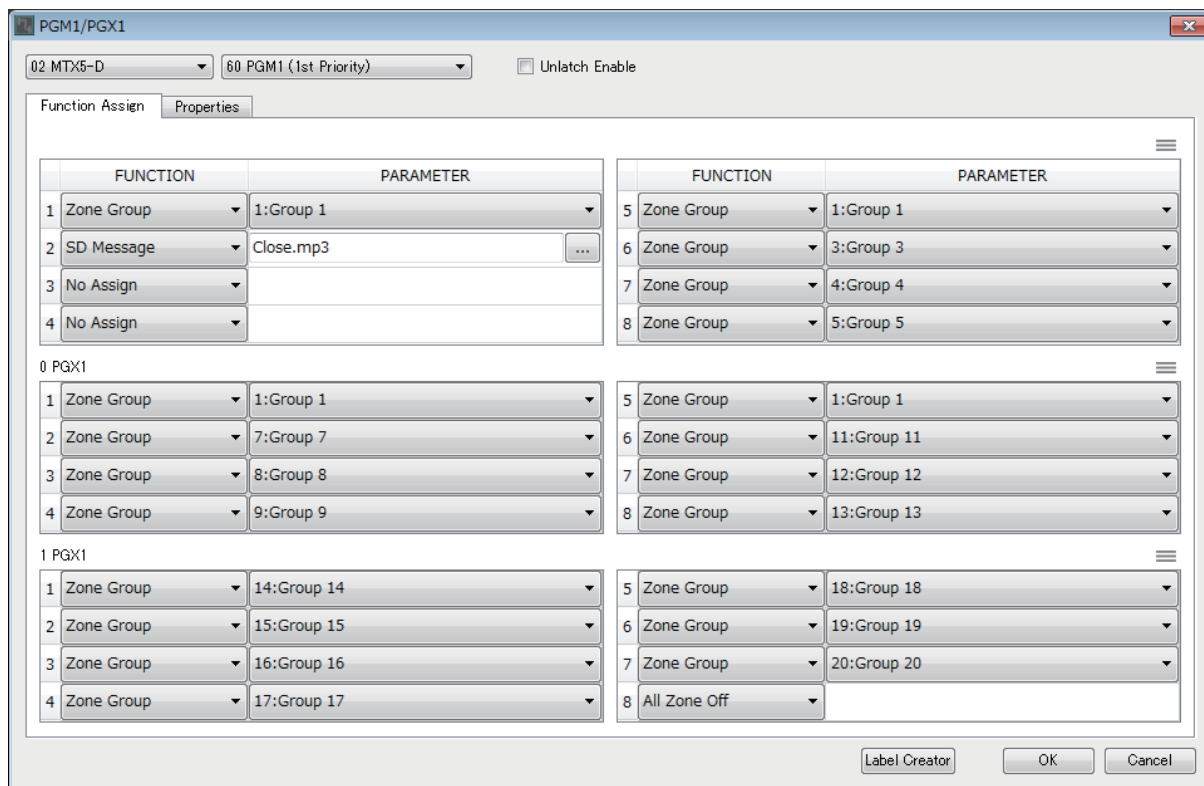 PGM1/PGX1
02 MTX5-D 60 PGM1 (1st Priority) Unlatch Enable
Function Assign Properties
FUNCTION PARAMETER FUNCTION PARAMETER
1 Zone Group 1:Group 1 5 Zone Group 1:Group 1
2 SD Message Close.mp3 ... 6 Zone Group 3:Group 3
3 No Assign 7 Zone Group 4:Group 4
4 No Assign 8 Zone Group 5:Group 5
0 PGX1
1 Zone Group 1:Group 1 5 Zone Group 1:Group 1
2 Zone Group 7:Group 7 6 Zone Group 11:Group 11
3 Zone Group 8:Group 8 7 Zone Group 12:Group 12
4 Zone Group 9:Group 9 8 Zone Group 13:Group 13
1 PGX1
1 Zone Group 14:Group 14 5 Zone Group 18:Group 18
2 Zone Group 15:Group 15 6 Zone Group 19:Group 19
3 Zone Group 16:Group 16 7 Zone Group 20:Group 20
4 Zone Group 17:Group 17 8 All Zone Off
Label Creator OK Cancel